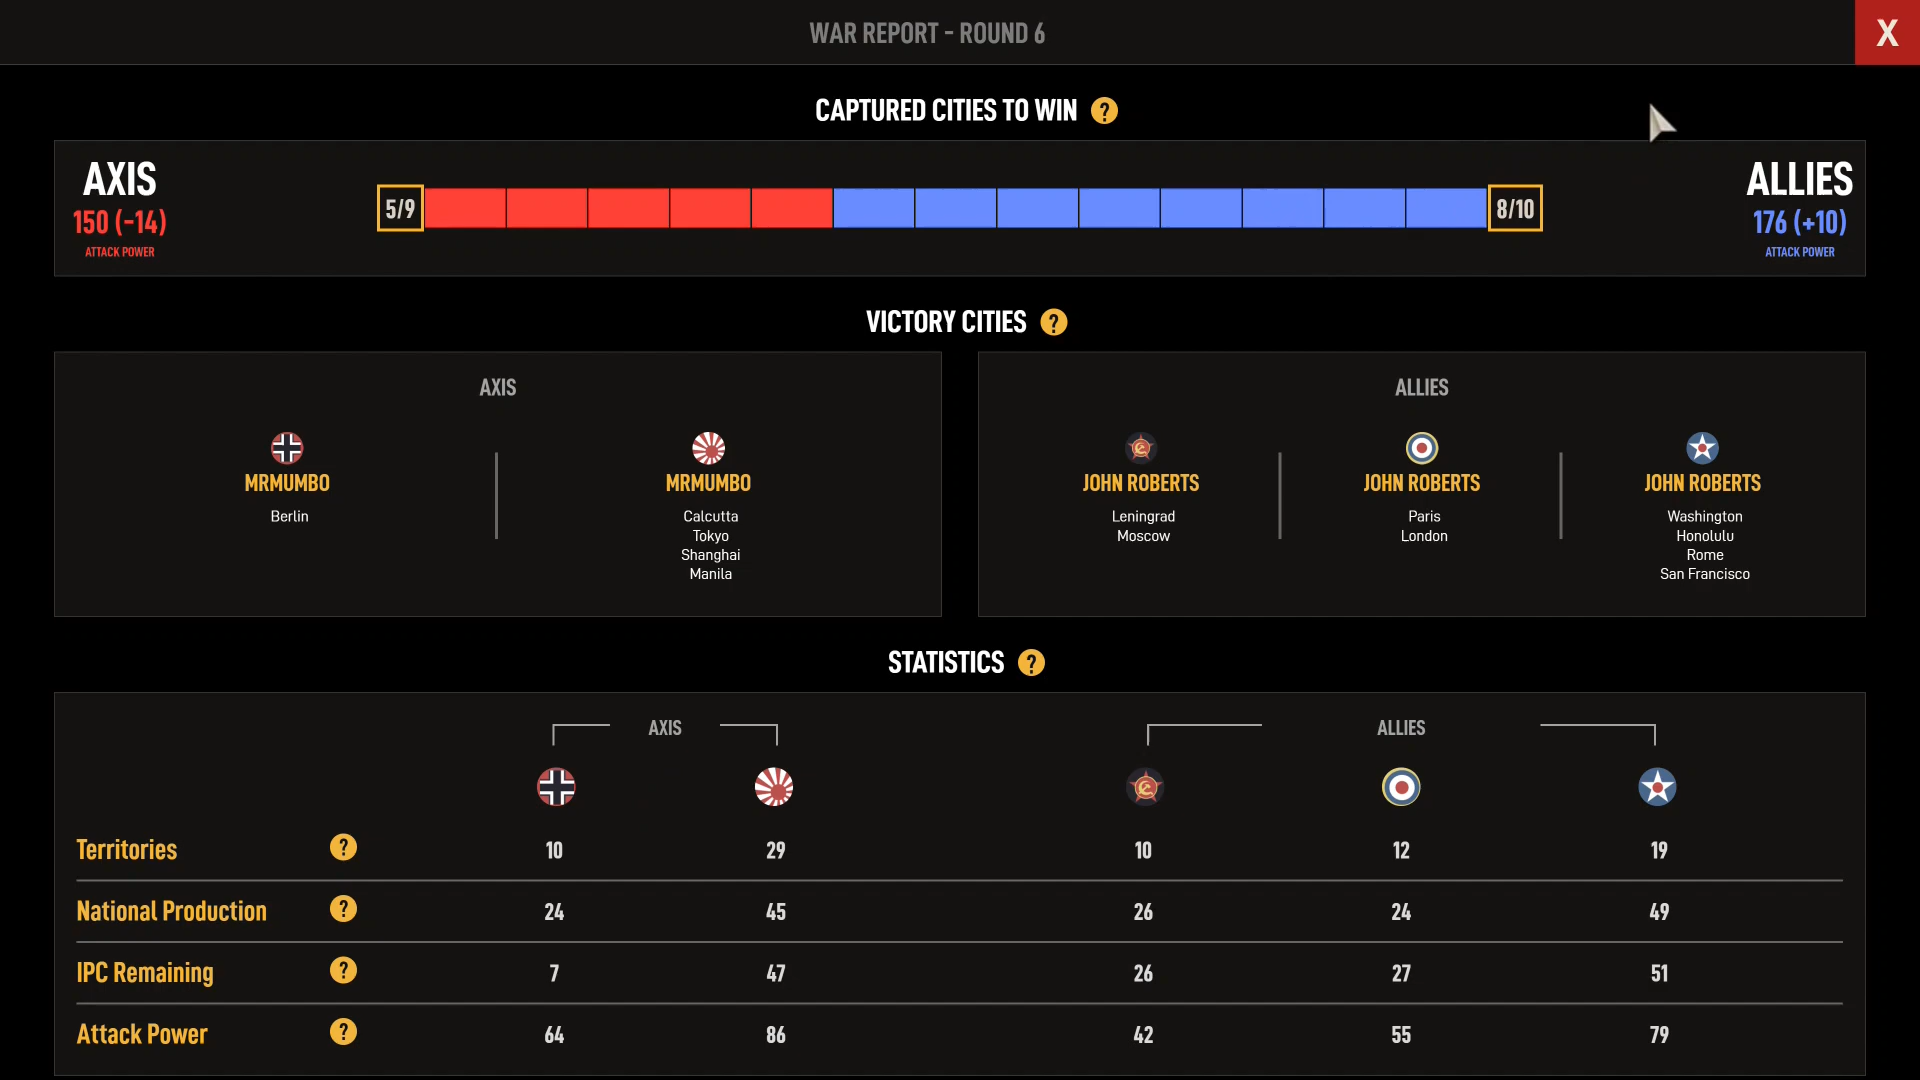 WAR REPORT - ROUND 6
X
CAPTURED CITIES TO WIN ?
AXIS
150 (-14)
ATTACK POWER
5/9
8/10
ALLIES
176 (+10)
ATTACK POWER
VICTORY CITIES ?
AXIS
MRMUMBO
Berlin
MRMUMBO
Calcutta
Tokyo
Shanghai
Manila
ALLIES
JOHN ROBERTS
Leningrad
Moscow
JOHN ROBERTS
Paris
London
JOHN ROBERTS
Washington
Honolulu
Rome
San Francisco
STATISTICS ?
AXIS ALLIES
Territories ? 10 29 10 12 19
National Production ? 24 45 26 24 49
IPC Remaining ? 7 47 26 27 51
Attack Power ? 64 86 42 55 79